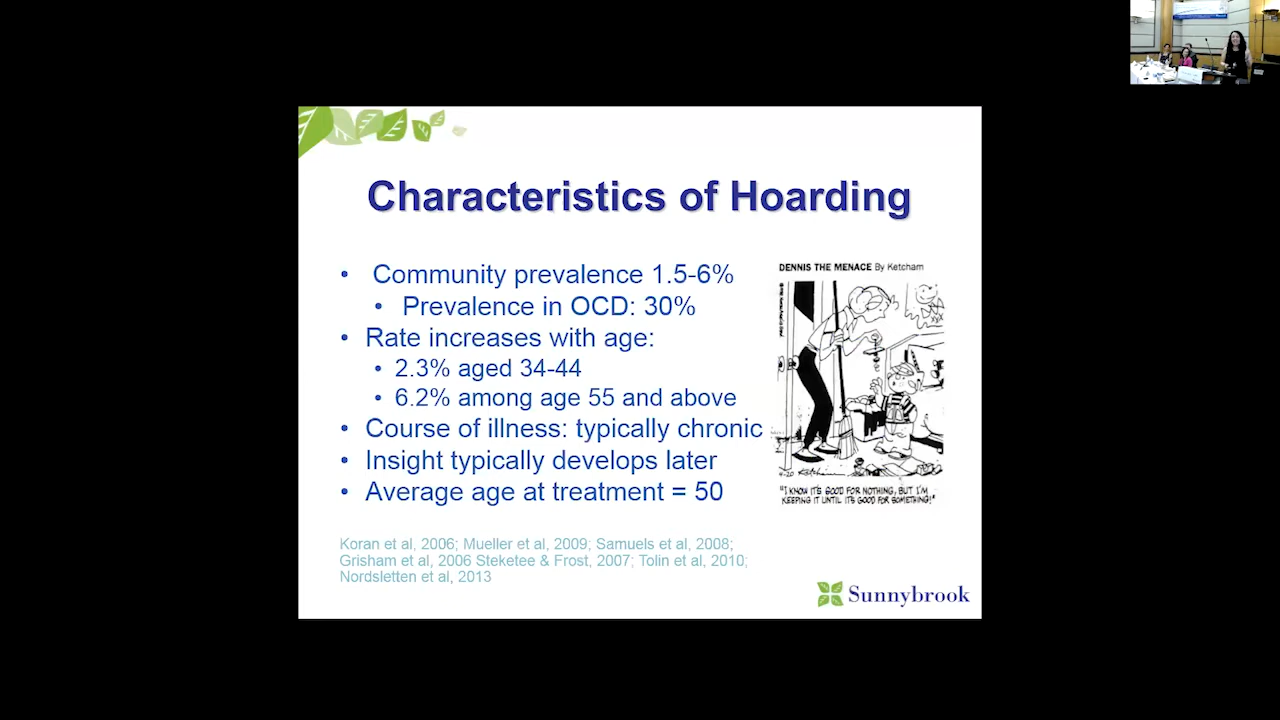 Characteristics of Hoarding
• Community prevalence 1.5-6%
• Prevalence in OCD: 30%
• Rate increases with age:
• 2.3% aged 34-44
• 6.2% among age 55 and above
• Course of illness: typically chronic
• Insight typically develops later
• Average age at treatment = 50
DENNIS THE MENACE By Ketcham
4-20 Ketcham
"I KNOW IT'S GOOD FOR NOTHING, BUT I'M
KEEPING IT UNTIL IT'S GOOD FOR SOMETHING!"
Koran et al, 2006; Mueller et al, 2009; Samuels et al, 2008;
Grisham et al, 2006 Steketee & Frost, 2007; Tolin et al, 2010;
Nordsletten et al, 2013
Sunnybrook